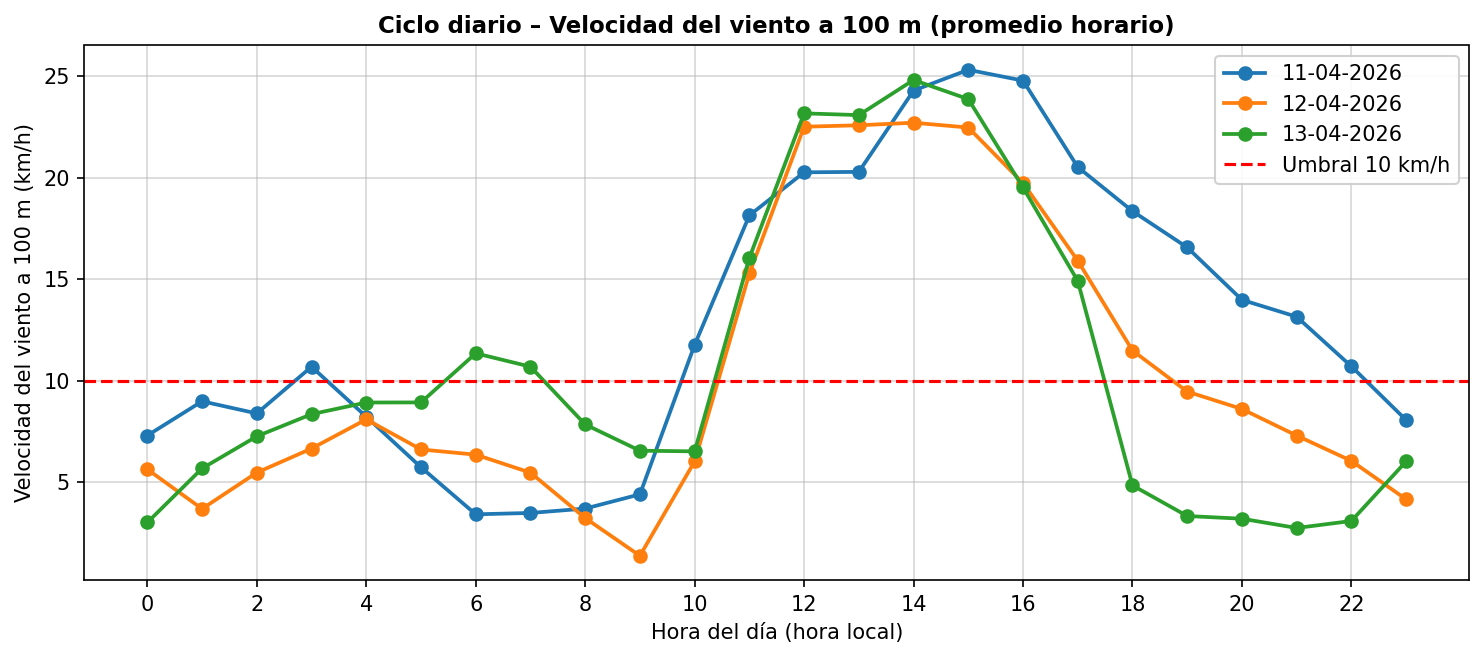 Ciclo diario – Velocidad del viento a 100 m (promedio horario)
Velocidad del viento a 100 m (km/h)
25
20
15
10
5
11-04-2026
12-04-2026
13-04-2026
Umbral 10 km/h
0 2 4 6 8 10 12 14 16 18 20 22
Hora del día (hora local)